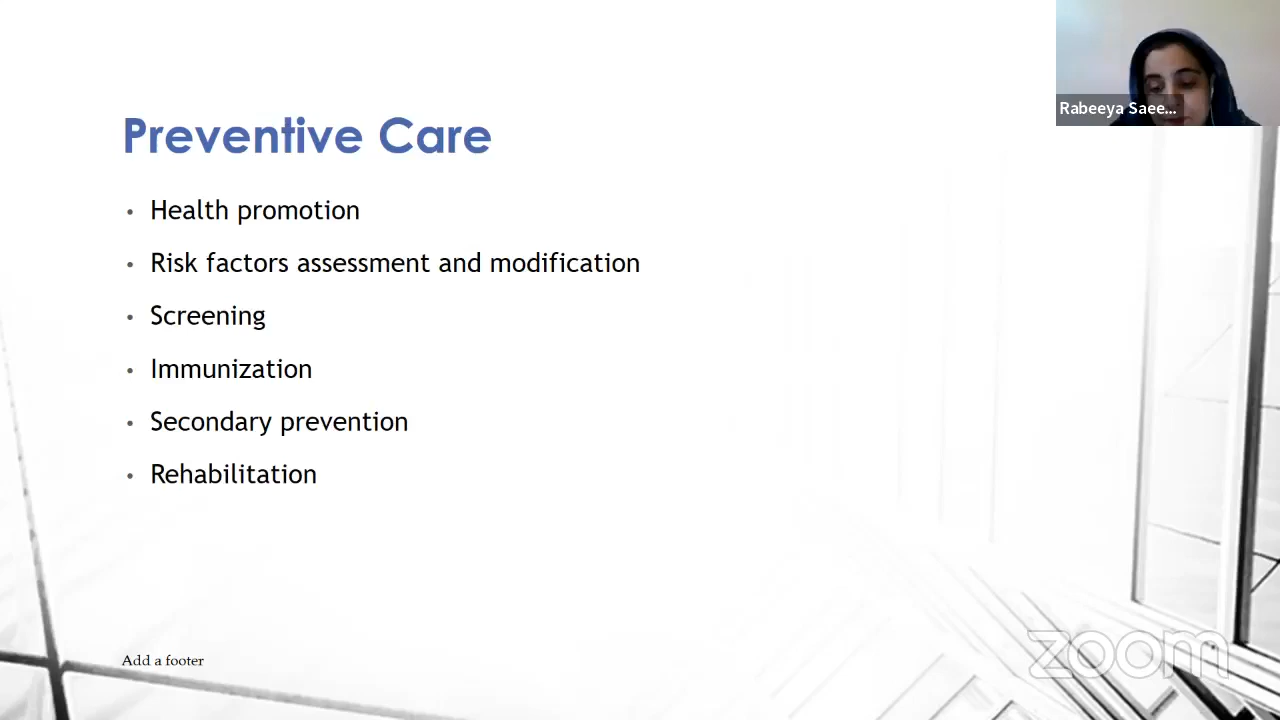 Rabeeya Saee...
Preventive Care
• Health promotion
• Risk factors assessment and modification
• Screening
• Immunization
• Secondary prevention
• Rehabilitation
Add a footer
zoom